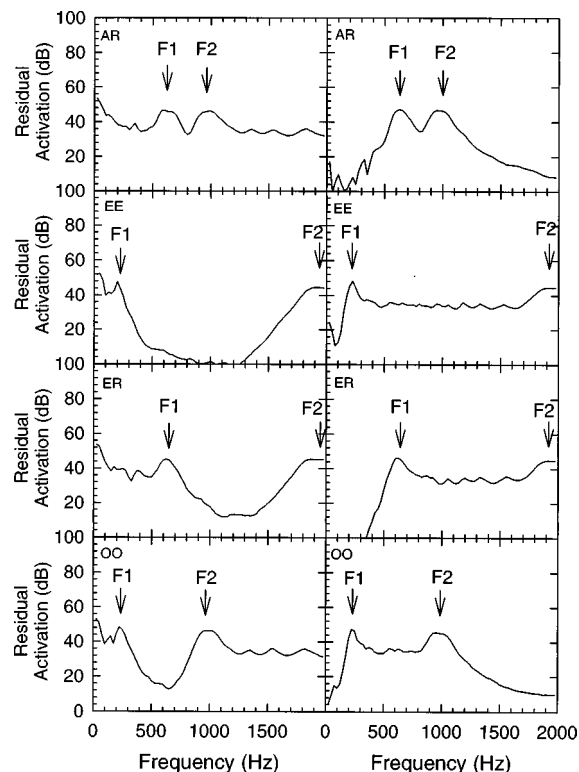 AR
F1 F2
100
80
60
40
20
Residual
Activation (dB)
AR
F1 F2
EE
F1
F2
100
80
60
40
20
Residual
Activation (dB)
EE
F1
F2
ER
F1
F2
100
80
60
40
20
Residual
Activation (dB)
ER
F1
F2
OO
F1 F2
100
80
60
40
20
0
Residual
Activation (dB)
OO
F1 F2
0 500 1000 1500
0 500 1000 1500 2000
Frequency (Hz)
Frequency (Hz)